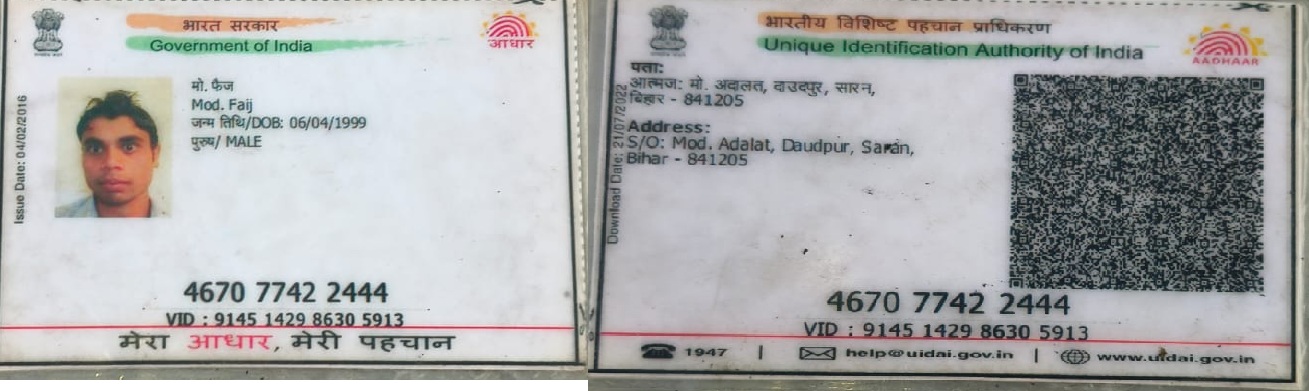 भारत सरकार
Government of India
आधार
Issue Date: 04/02/2016
मो. फैज
Mod. Faij
जन्म तिथि/DOB: 06/04/1999
पुरुष/ MALE
4670 7742 2444
VID : 9145 1429 8630 5913
मेरा आधार, मेरी पहचान
भारतीय विशिष्ट पहचान प्राधिकरण
Unique Identification Authority of India
AADHAAR
Download Date: 21/07/2022
पता:
आत्मज: मो. अदालत, दाउदपुर, सारन,
बिहार - 841205
Address:
S/O: Mod. Adalat, Daudpur, Saran,
Bihar - 841205
4670 7742 2444
VID : 9145 1429 8630 5913
1947 | help@uidai.gov.in | www.uidai.gov.in